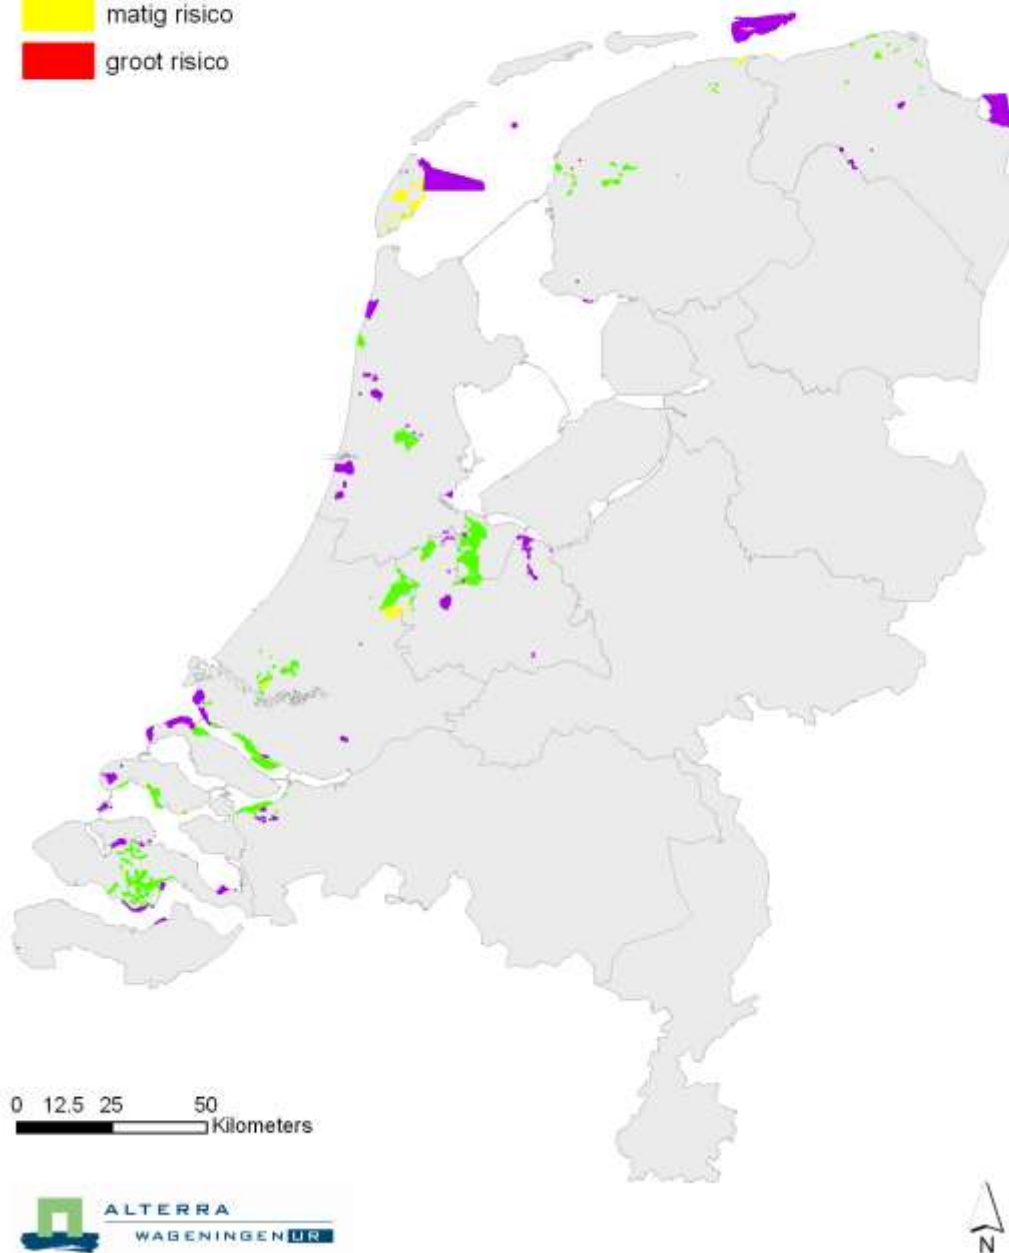 matig risico
groot risico
0 12.5 25 50
Kilometers
ALTERRA
WAGENINGEN UR
N